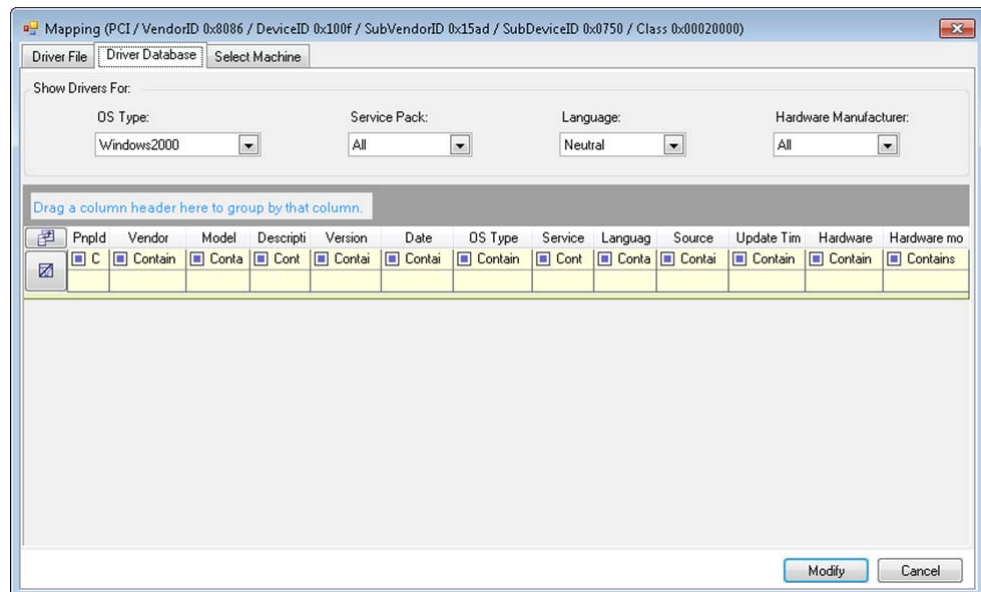 Mapping (PCI / VendorID 0x8086 / DeviceID 0x100f / SubVendorID 0x15ad / SubDeviceID 0x0750 / Class 0x00020000)
Driver File Driver Database Select Machine
Show Drivers For:
OS Type: Service Pack: Language: Hardware Manufacturer:
Windows2000 All Neutral All
Drag a column header here to group by that column.
PnpId Vendor Model Descripti Version Date OS Type Service Languag Source Update Tim Hardware Hardware mo
C Contain Conta Cont Contai Contai Contain Cont Conta Contai Contain Contain Contains
Modify Cancel